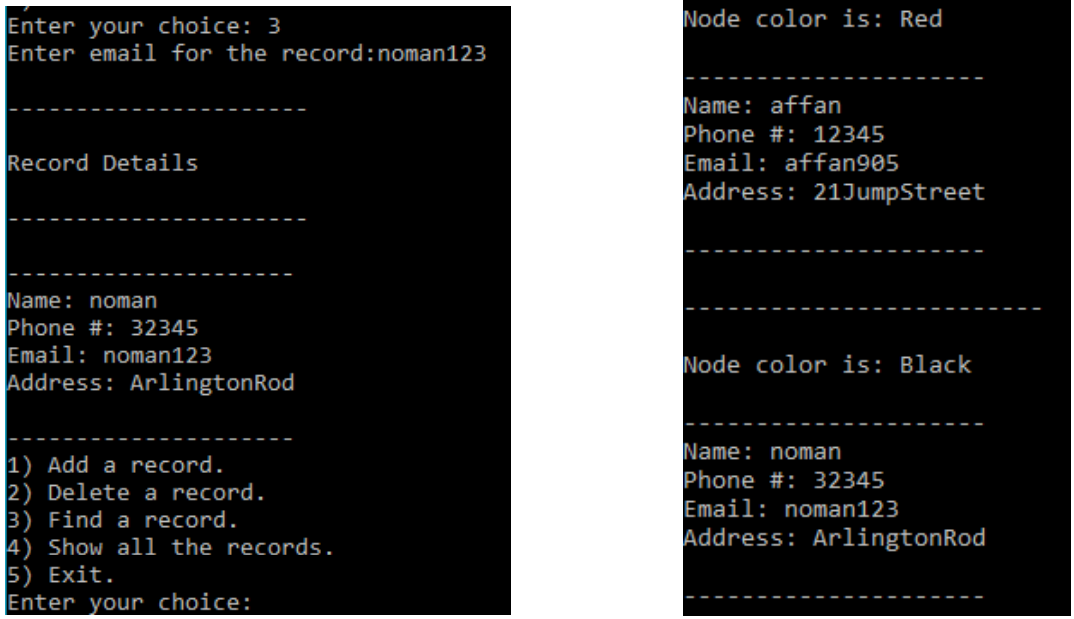 Enter your choice: 3
Enter email for the record:noman123
-----------------------
Record Details
-----------------------
----------------------
Name: noman
Phone #: 32345
Email: noman123
Address: ArlingtonRod
----------------------
1) Add a record.
2) Delete a record.
3) Find a record.
4) Show all the records.
5) Exit.
Enter your choice:
Node color is: Red
----------------------
Name: affan
Phone #: 12345
Email: affan905
Address: 21JumpStreet
----------------------
--------------------------
Node color is: Black
----------------------
Name: noman
Phone #: 32345
Email: noman123
Address: ArlingtonRod
----------------------